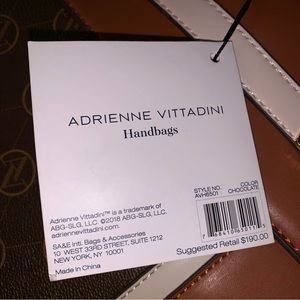 ADRIENNE VITTADINI
Handbags
Adrienne Vittadini™ is a trademark of
ABG-SLG, LLC. ©2018 ABG-SLG, LLC.
adriennevittadini.com.
SA&E Intl. Bags & Accessories
10 WEST 33RD STREET, SUITE 1212
NEW YORK, NY 10001
Made in China
STYLE NO.
AVH6501
COLOR
CHOCOLATE
Suggested Retail $190.00